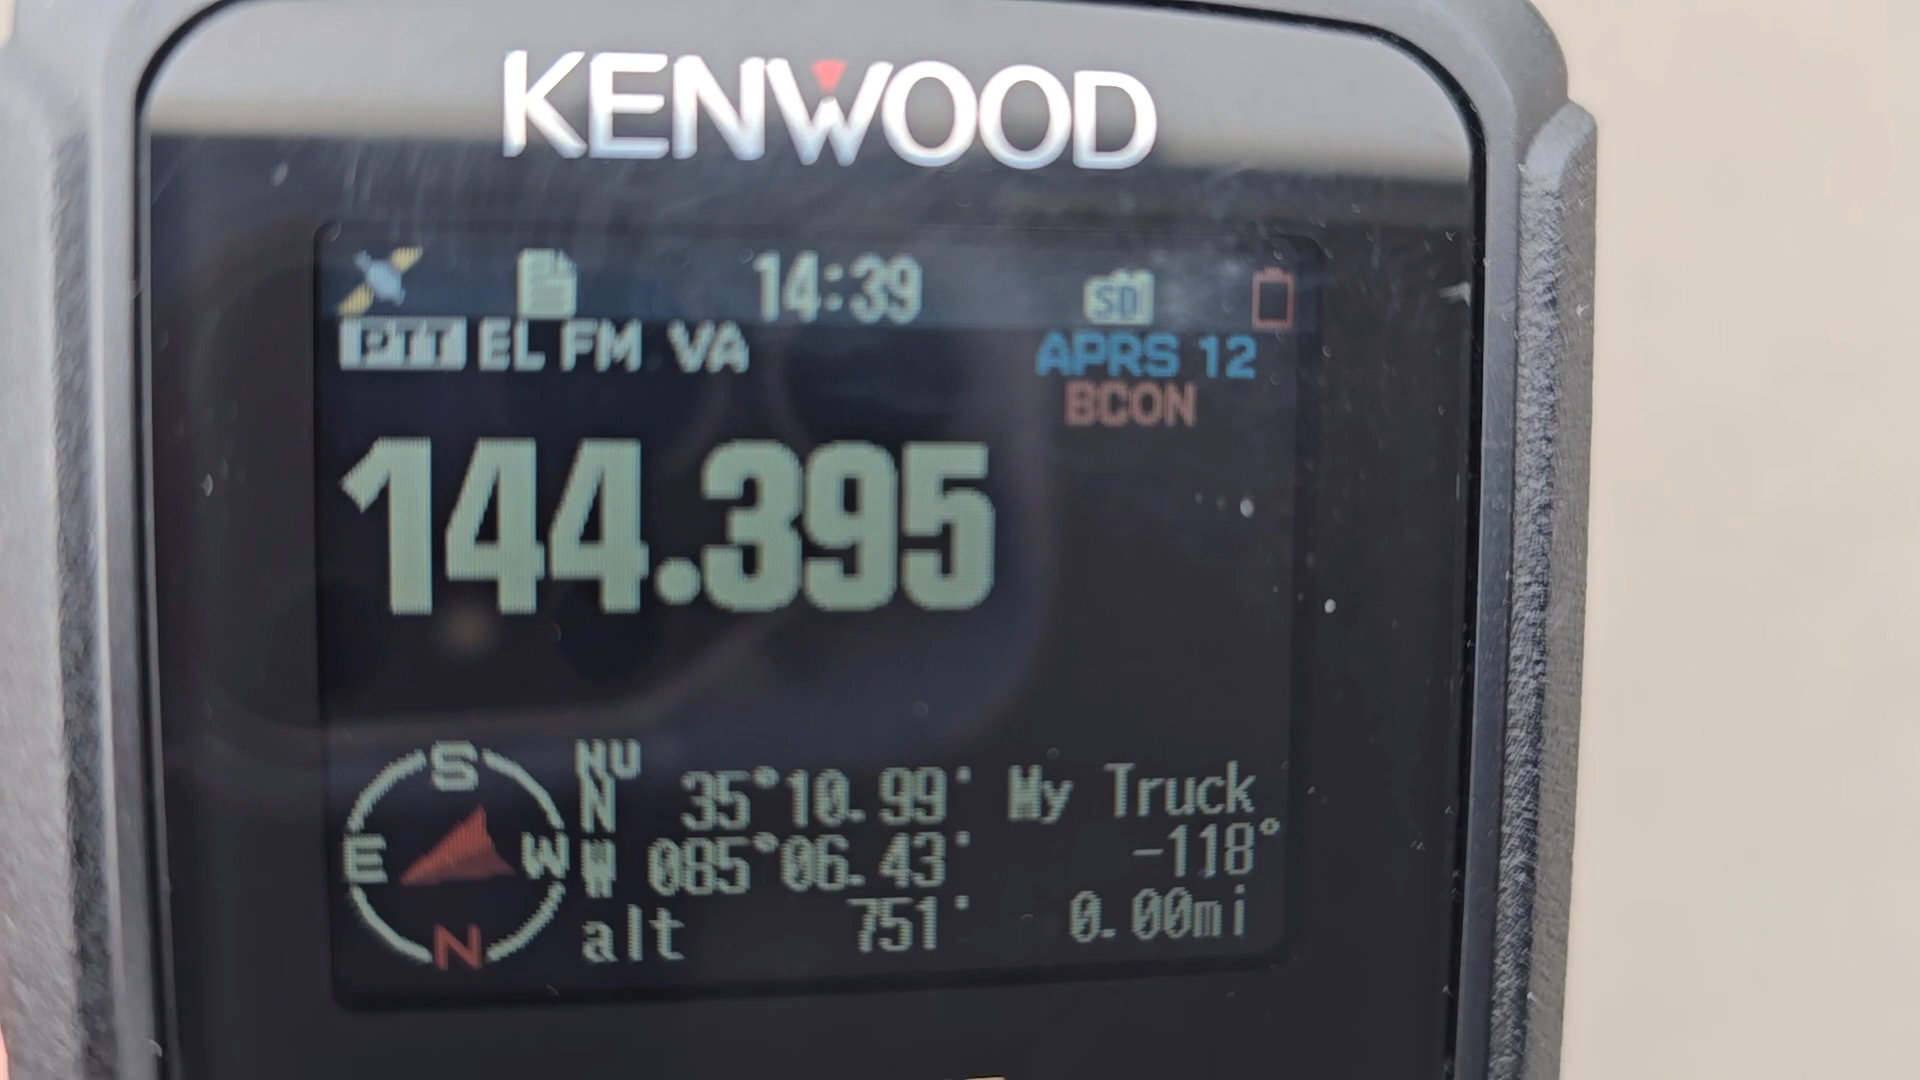 KENWOOD
14:39 SD
PTT EL FM VA APRS 12
BCON
144.395
S NU
N 35°10.99' My Truck
E W W 085°06.43' -118°
N alt 751' 0.00mi